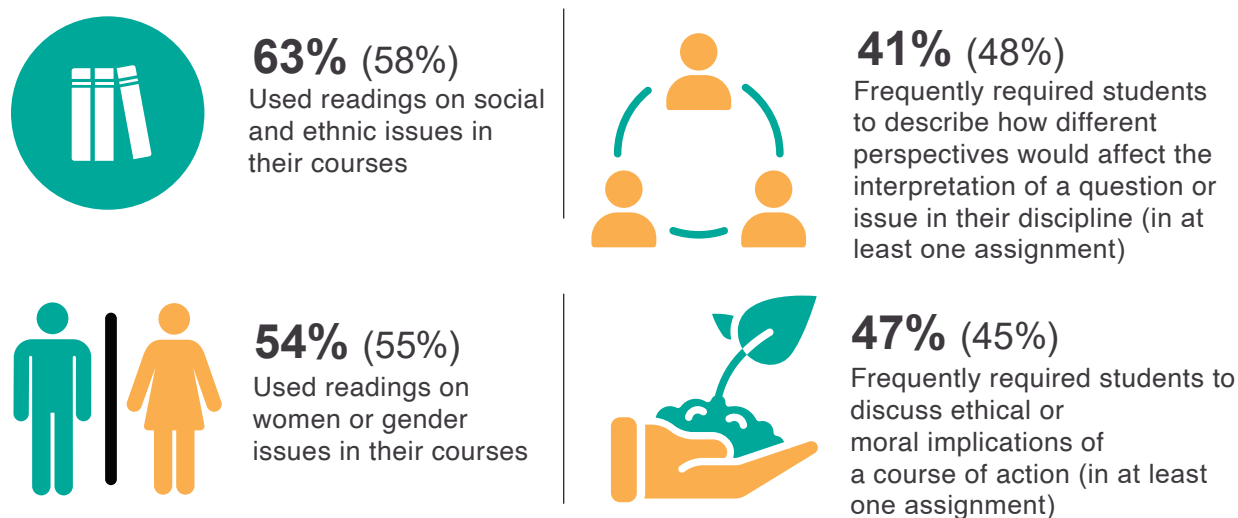 63% (58%)
Used readings on social
and ethnic issues in
their courses
41% (48%)
Frequently required students
to describe how different
perspectives would affect the
interpretation of a question or
issue in their discipline (in at
least one assignment)
54% (55%)
Used readings on
women or gender
issues in their courses
47% (45%)
Frequently required students to
discuss ethical or
moral implications of
a course of action (in at least
one assignment)